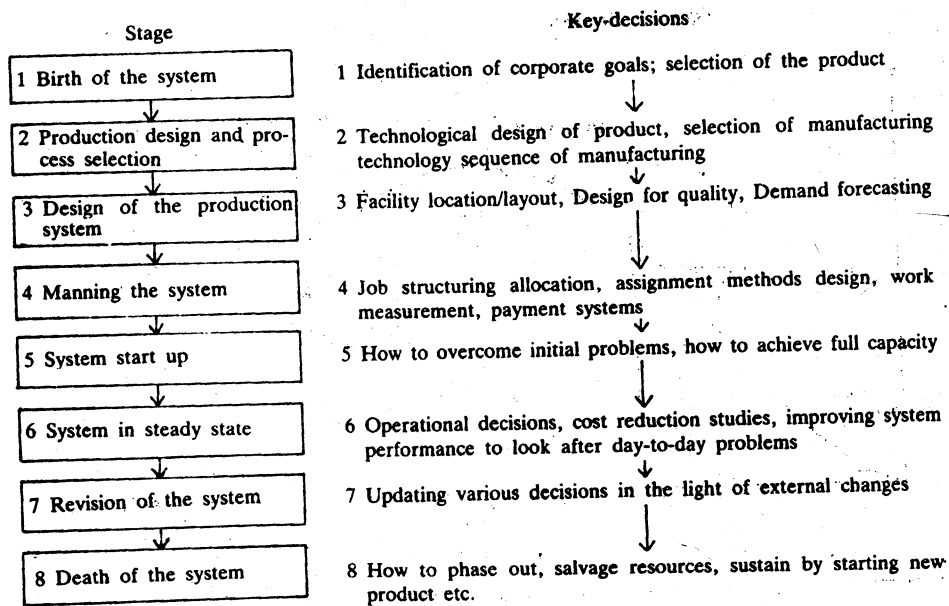 Stage
Key-decisions
1 Birth of the system
1 Identification of corporate goals; selection of the product
2 Production design and pro-
cess selection
2 Technological design of product, selection of manufacturing
technology sequence of manufacturing
3 Design of the production
system
3 Facility location/layout, Design for quality, Demand forecasting
4 Manning the system
4 Job structuring allocation, assignment methods design, work
measurement, payment systems
5 System start up
5 How to overcome initial problems, how to achieve full capacity
6 System in steady state
6 Operational decisions, cost reduction studies, improving system
performance to look after day-to-day problems
7 Revision of the system
7 Updating various decisions in the light of external changes
8 Death of the system
8 How to phase out, salvage resources, sustain by starting new
product etc.